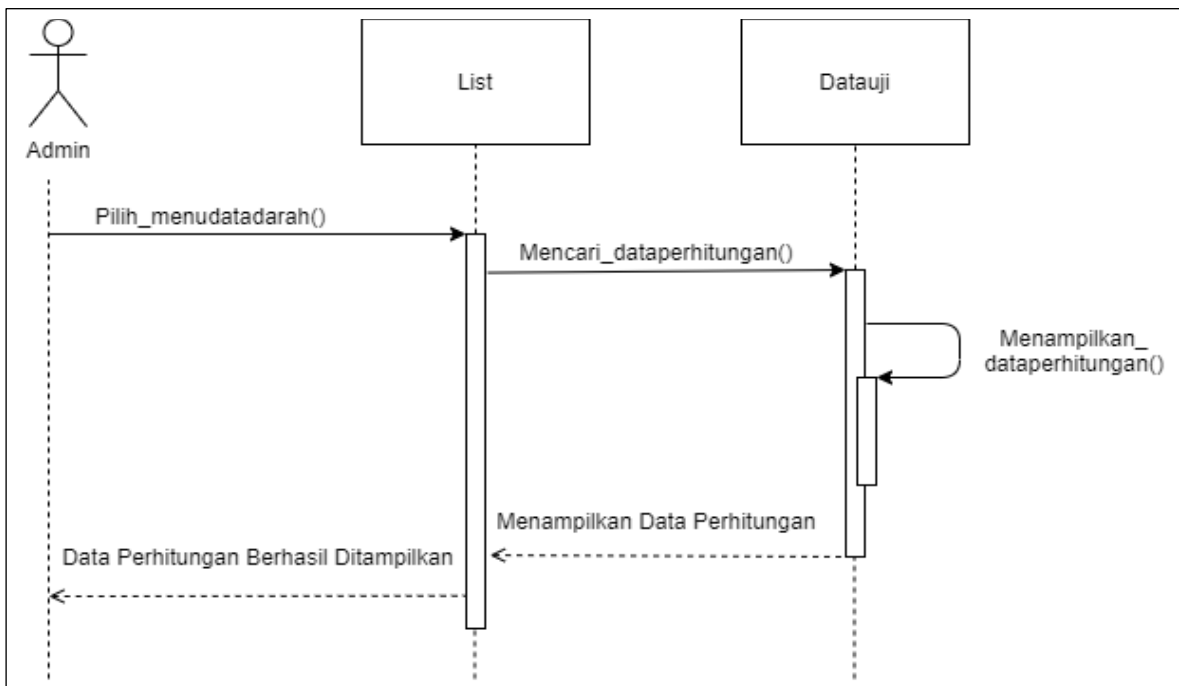 List
Datauji
Admin
Pilih_menudatadarah()
Mencari_dataperhitungan()
Menampilkan_
dataperhitungan()
Menampilkan Data Perhitungan
Data Perhitungan Berhasil Ditampilkan